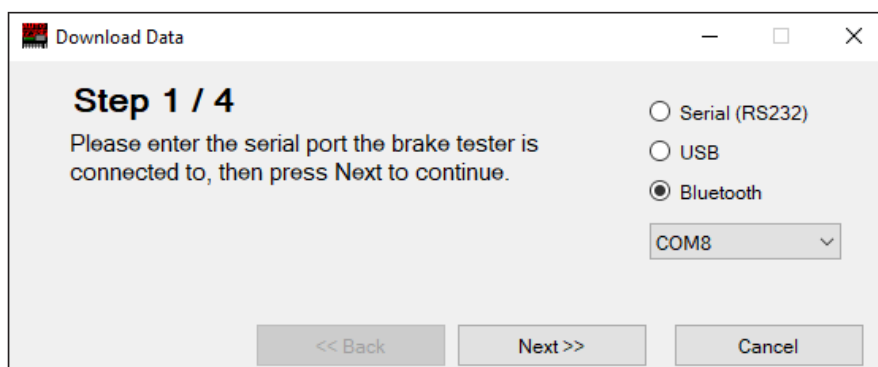 Download Data
Step 1 / 4
Please enter the serial port the brake tester is
connected to, then press Next to continue.
Serial (RS232)
USB
Bluetooth
COM8
<< Back
Next >>
Cancel